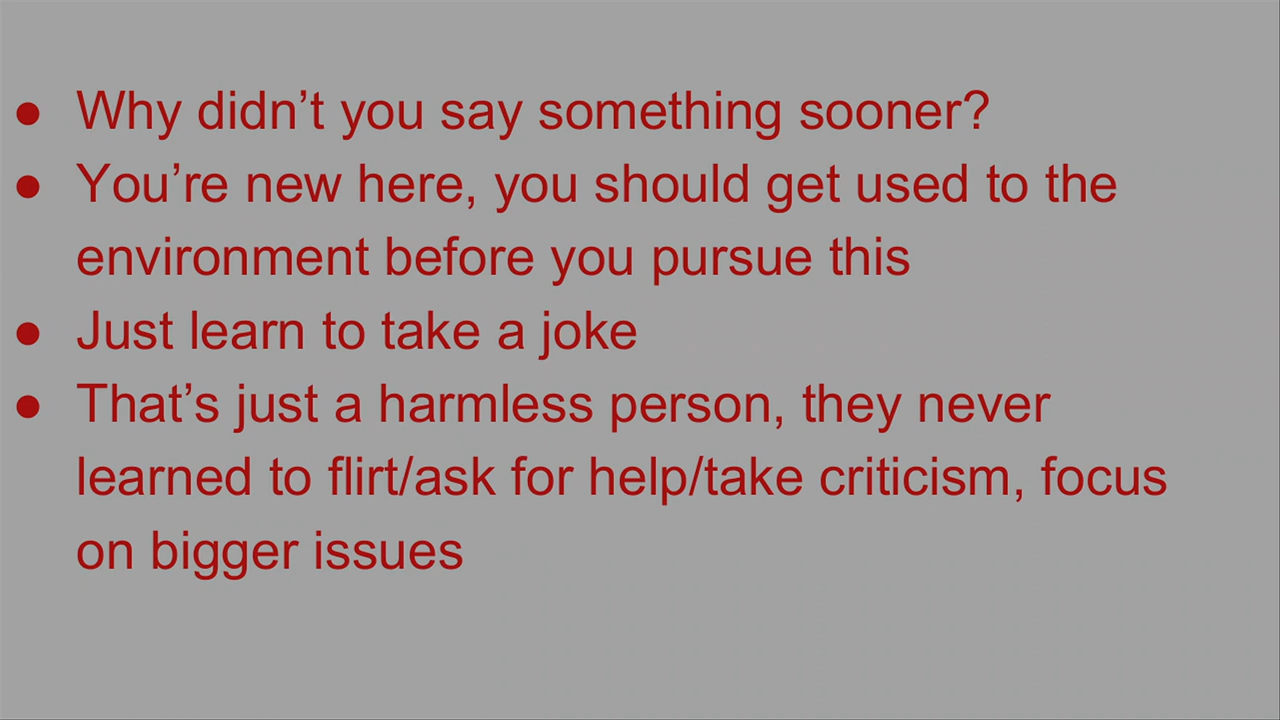 ● Why didn’t you say something sooner?
● You’re new here, you should get used to the
environment before you pursue this
● Just learn to take a joke
● That’s just a harmless person, they never
learned to flirt/ask for help/take criticism, focus
on bigger issues